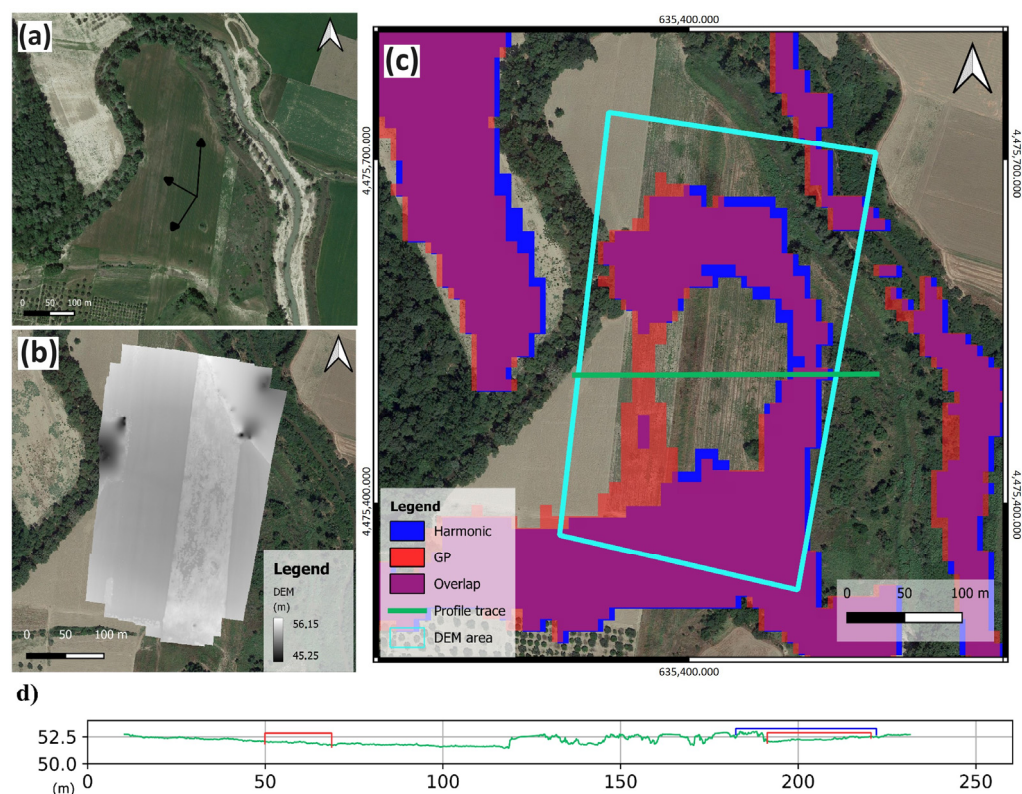 (a)
0 50 100 m
(b)
Legend
DEM
(m)
56,15
45.25
0 50 100 m
(c)
635,400.000
4,475,700.000
4,475,700.000
4,475,400.000
4,475,400.000
Legend
Harmonic
GP
Overlap
Profile trace
DEM area
0 50 100 m
635,400.000
d)
52.5
50.0
(m)
0 50 100 150 200 250